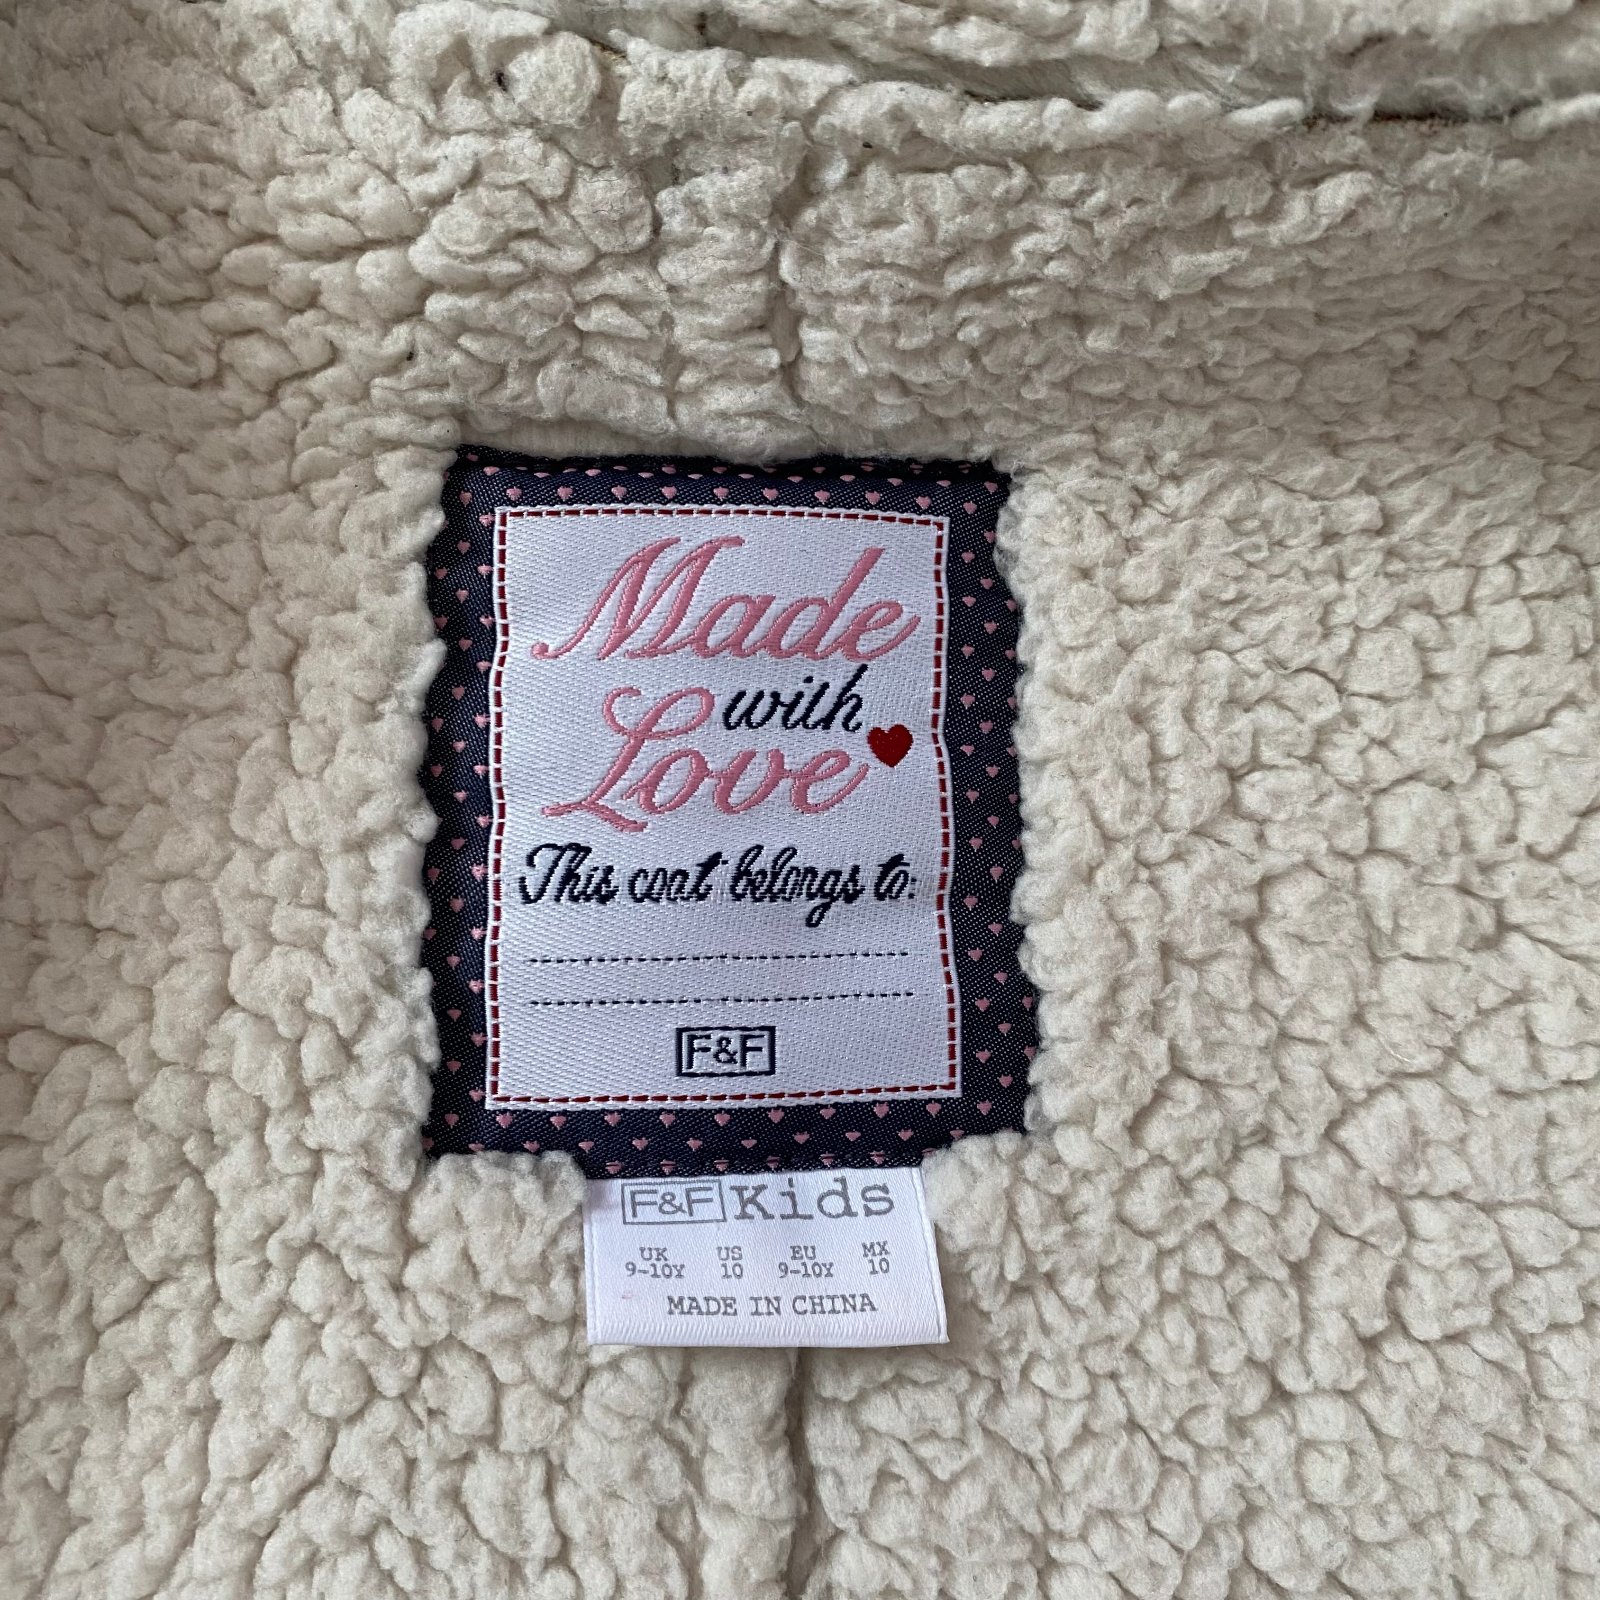 Made
with
Love
This coat belongs to:
F&F
F&F Kids
UK US EU MX
9-10Y 10 9-10Y 10
MADE IN CHINA